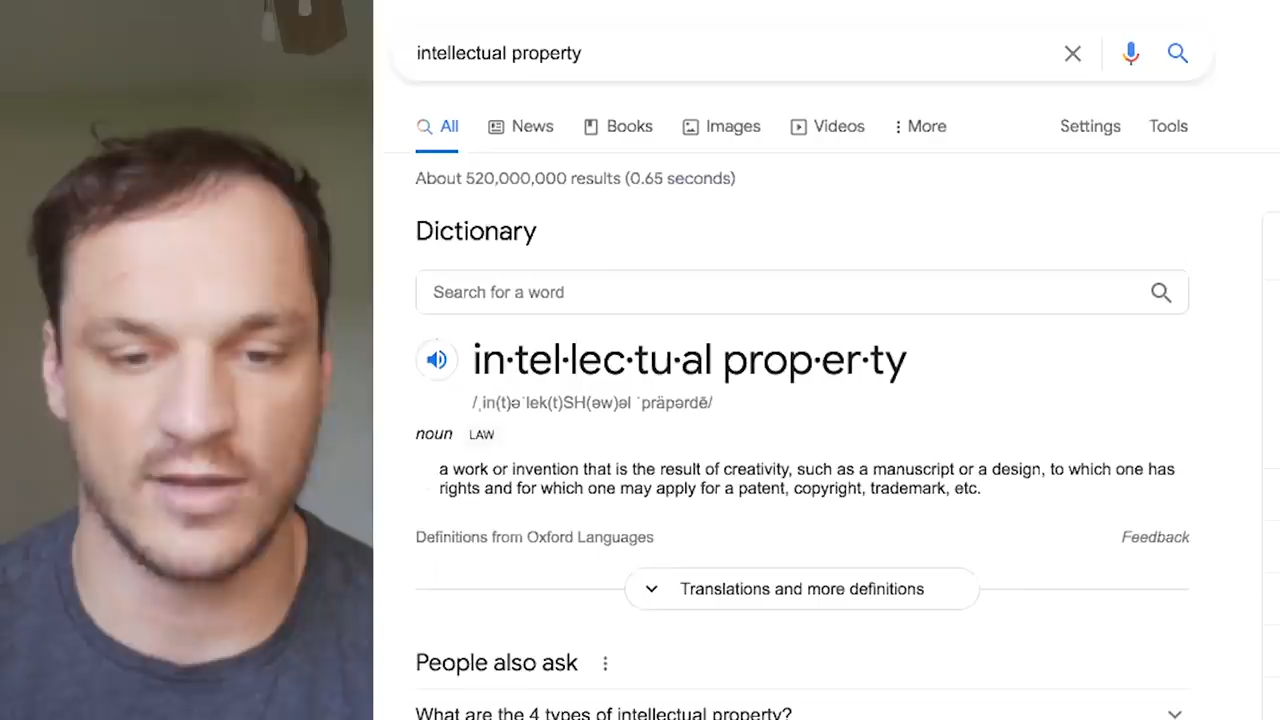 intellectual property
All News Books Images Videos More Settings Tools
About 520,000,000 results (0.65 seconds)
Dictionary
Search for a word
in·tel·lec·tu·al prop·er·ty
/ˌin(t)əˈlek(t)SH(əw)əl ˈpräpərdē/
noun LAW
a work or invention that is the result of creativity, such as a manuscript or a design, to which one has
rights and for which one may apply for a patent, copyright, trademark, etc.
Definitions from Oxford Languages Feedback
Translations and more definitions
People also ask
What are the 4 types of intellectual property?